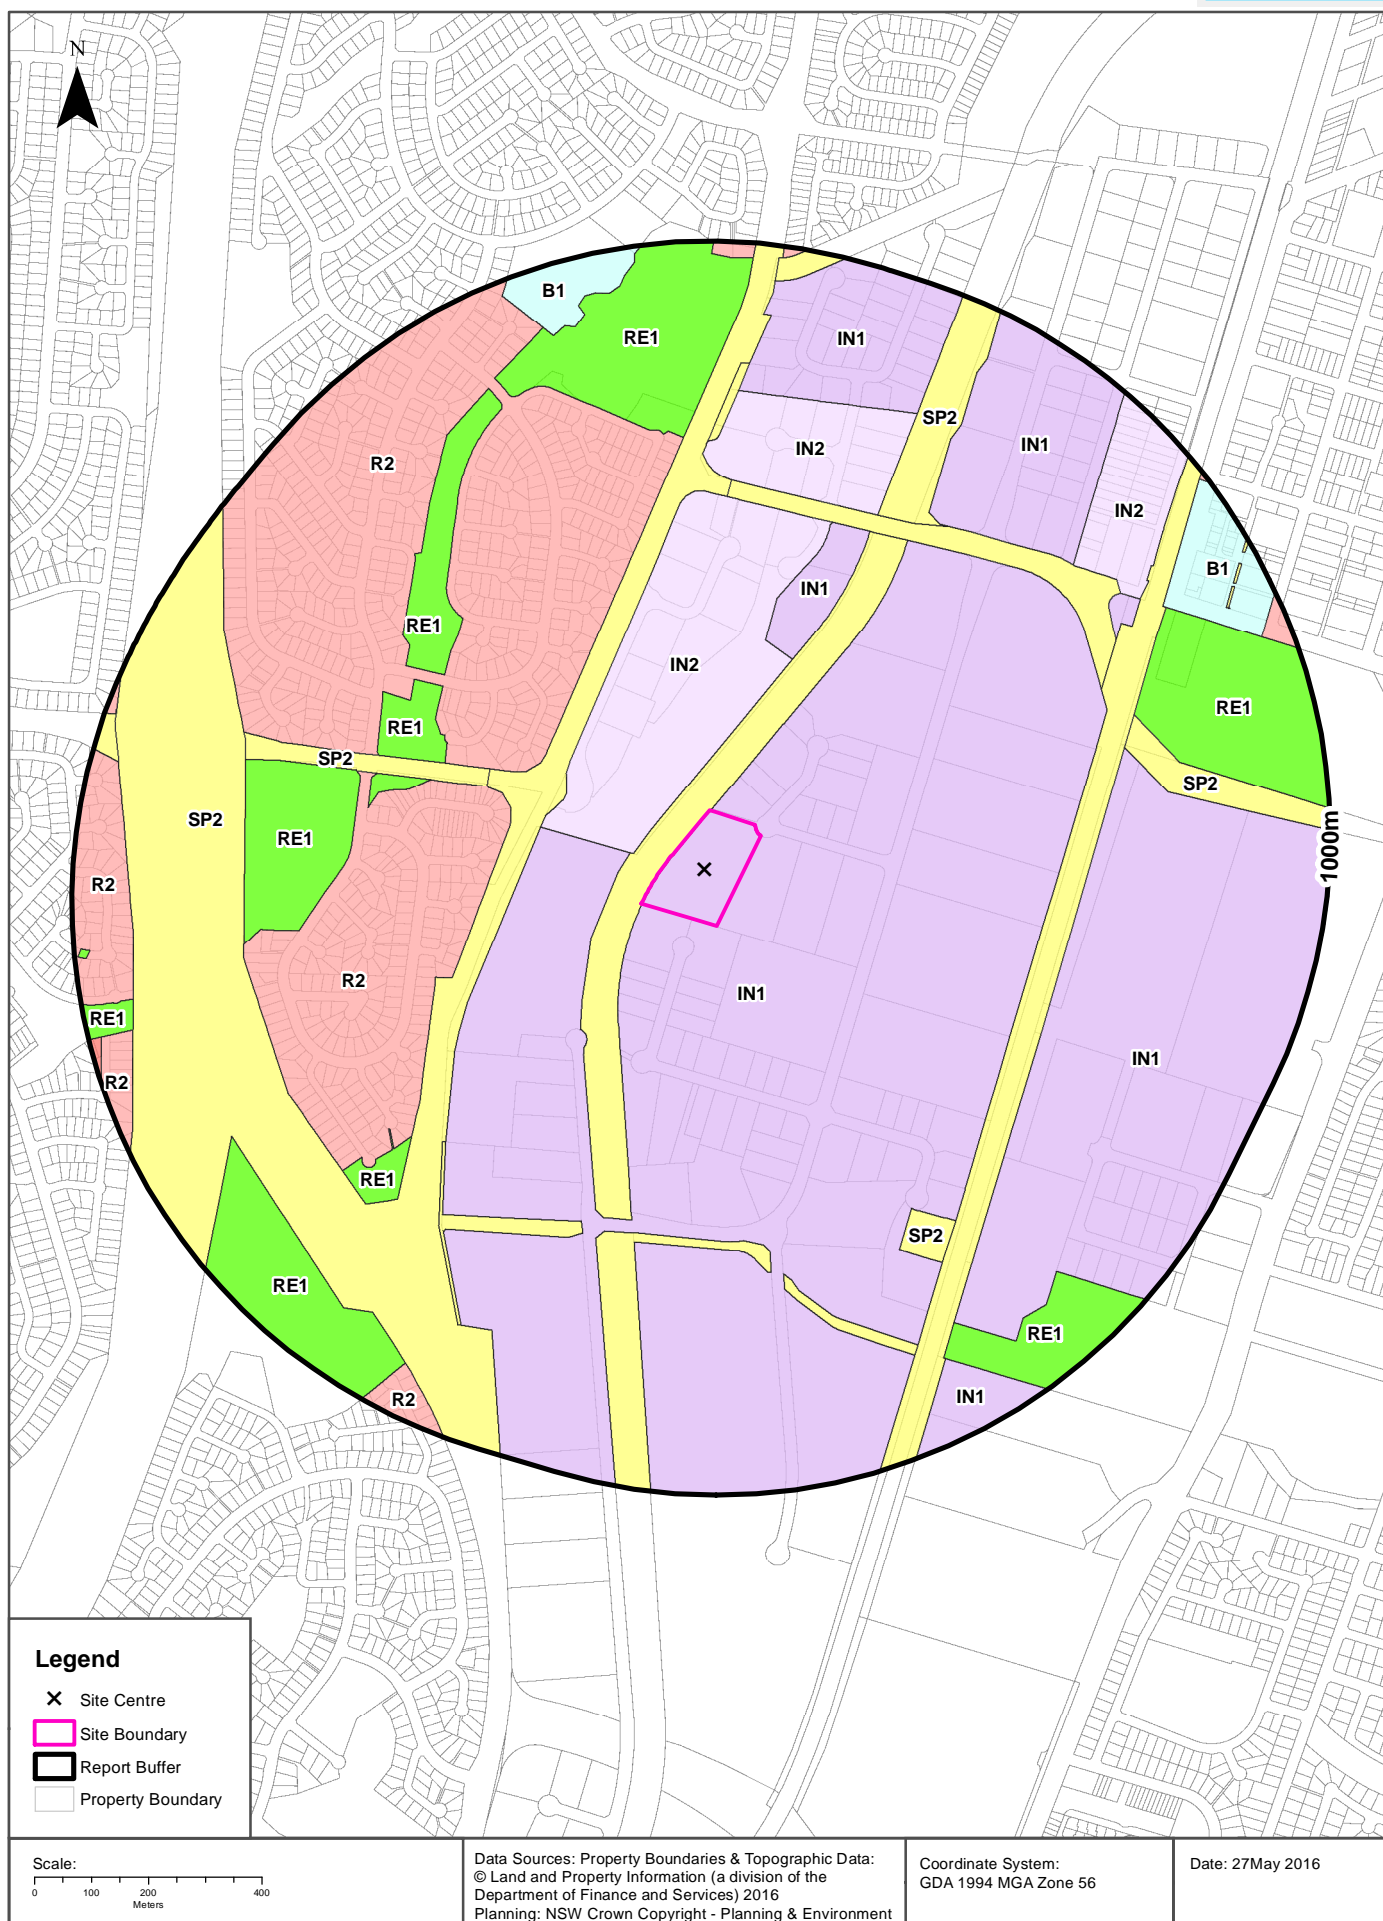 N
B1
RE1
IN1
SP2
IN1
IN2
R2
IN2
B1
IN1
RE1
IN2
RE1
RE1
SP2
SP2
SP2
RE1
1000m
R2
R2
IN1
RE1
IN1
R2
RE1
SP2
RE1
RE1
R2
IN1
Legend
Site Centre
Site Boundary
Report Buffer
Property Boundary
Scale:
0 100 200 400
Meters
Data Sources: Property Boundaries & Topographic Data:
© Land and Property Information (a division of the
Department of Finance and Services) 2016
Planning: NSW Crown Copyright - Planning & Environment
Coordinate System:
GDA 1994 MGA Zone 56
Date: 27May 2016